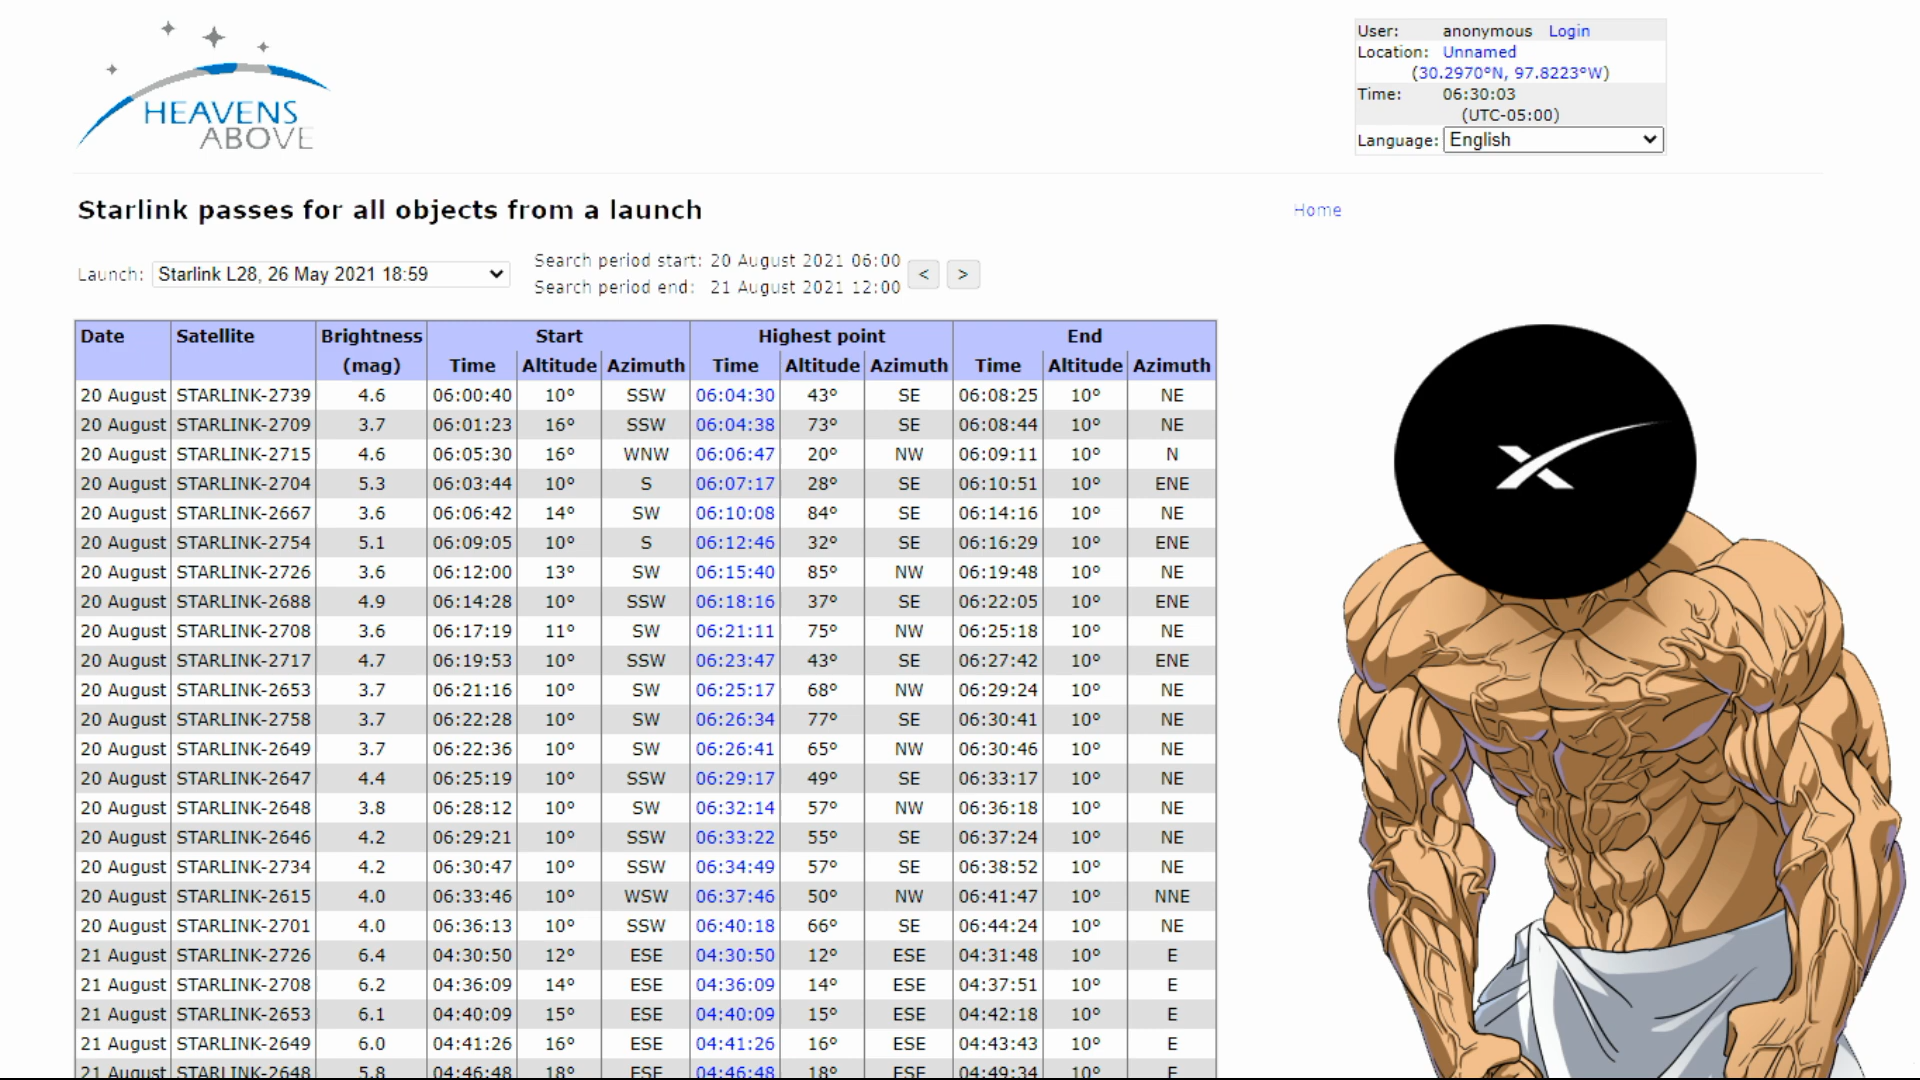 HEAVENS
ABOVE
User: anonymous Login
Location: Unnamed
(30.2970°N, 97.8223°W)
Time: 06:30:03
(UTC-05:00)
Language: English
Starlink passes for all objects from a launch
Home
Launch: Starlink L28, 26 May 2021 18:59
Search period start: 20 August 2021 06:00
Search period end: 21 August 2021 12:00
< >
Date Satellite Brightness Start Highest point End
(mag) Time Altitude Azimuth Time Altitude Azimuth Time Altitude Azimuth
20 August STARLINK-2739 4.6 06:00:40 10° SSW 06:04:30 43° SE 06:08:25 10° NE
20 August STARLINK-2709 3.7 06:01:23 16° SSW 06:04:38 73° SE 06:08:44 10° NE
20 August STARLINK-2715 4.6 06:05:30 16° WNW 06:06:47 20° NW 06:09:11 10° N
20 August STARLINK-2704 5.3 06:03:44 10° S 06:07:17 28° SE 06:10:51 10° ENE
20 August STARLINK-2667 3.6 06:06:42 14° SW 06:10:08 84° SE 06:14:16 10° NE
20 August STARLINK-2754 5.1 06:09:05 10° S 06:12:46 32° SE 06:16:29 10° ENE
20 August STARLINK-2726 3.6 06:12:00 13° SW 06:15:40 85° NW 06:19:48 10° NE
20 August STARLINK-2688 4.9 06:14:28 10° SSW 06:18:16 37° SE 06:22:05 10° ENE
20 August STARLINK-2708 3.6 06:17:19 11° SW 06:21:11 75° NW 06:25:18 10° NE
20 August STARLINK-2717 4.7 06:19:53 10° SSW 06:23:47 43° SE 06:27:42 10° ENE
20 August STARLINK-2653 3.7 06:21:16 10° SW 06:25:17 68° NW 06:29:24 10° NE
20 August STARLINK-2758 3.7 06:22:28 10° SW 06:26:34 77° SE 06:30:41 10° NE
20 August STARLINK-2649 3.7 06:22:36 10° SW 06:26:41 65° NW 06:30:46 10° NE
20 August STARLINK-2647 4.4 06:25:19 10° SSW 06:29:17 49° SE 06:33:17 10° NE
20 August STARLINK-2648 3.8 06:28:12 10° SW 06:32:14 57° NW 06:36:18 10° NE
20 August STARLINK-2646 4.2 06:29:21 10° SSW 06:33:22 55° SE 06:37:24 10° NE
20 August STARLINK-2734 4.2 06:30:47 10° SSW 06:34:49 57° SE 06:38:52 10° NE
20 August STARLINK-2615 4.0 06:33:46 10° WSW 06:37:46 50° NW 06:41:47 10° NNE
20 August STARLINK-2701 4.0 06:36:13 10° SSW 06:40:18 66° SE 06:44:24 10° NE
21 August STARLINK-2726 6.4 04:30:50 12° ESE 04:30:50 12° ESE 04:31:48 10° E
21 August STARLINK-2708 6.2 04:36:09 14° ESE 04:36:09 14° ESE 04:37:51 10° E
21 August STARLINK-2653 6.1 04:40:09 15° ESE 04:40:09 15° ESE 04:42:18 10° E
21 August STARLINK-2649 6.0 04:41:26 16° ESE 04:41:26 16° ESE 04:43:43 10° E
21 August STARLINK-2648 5.8 04:46:48 18° ESE 04:46:48 18° ESE 04:49:34 10° E